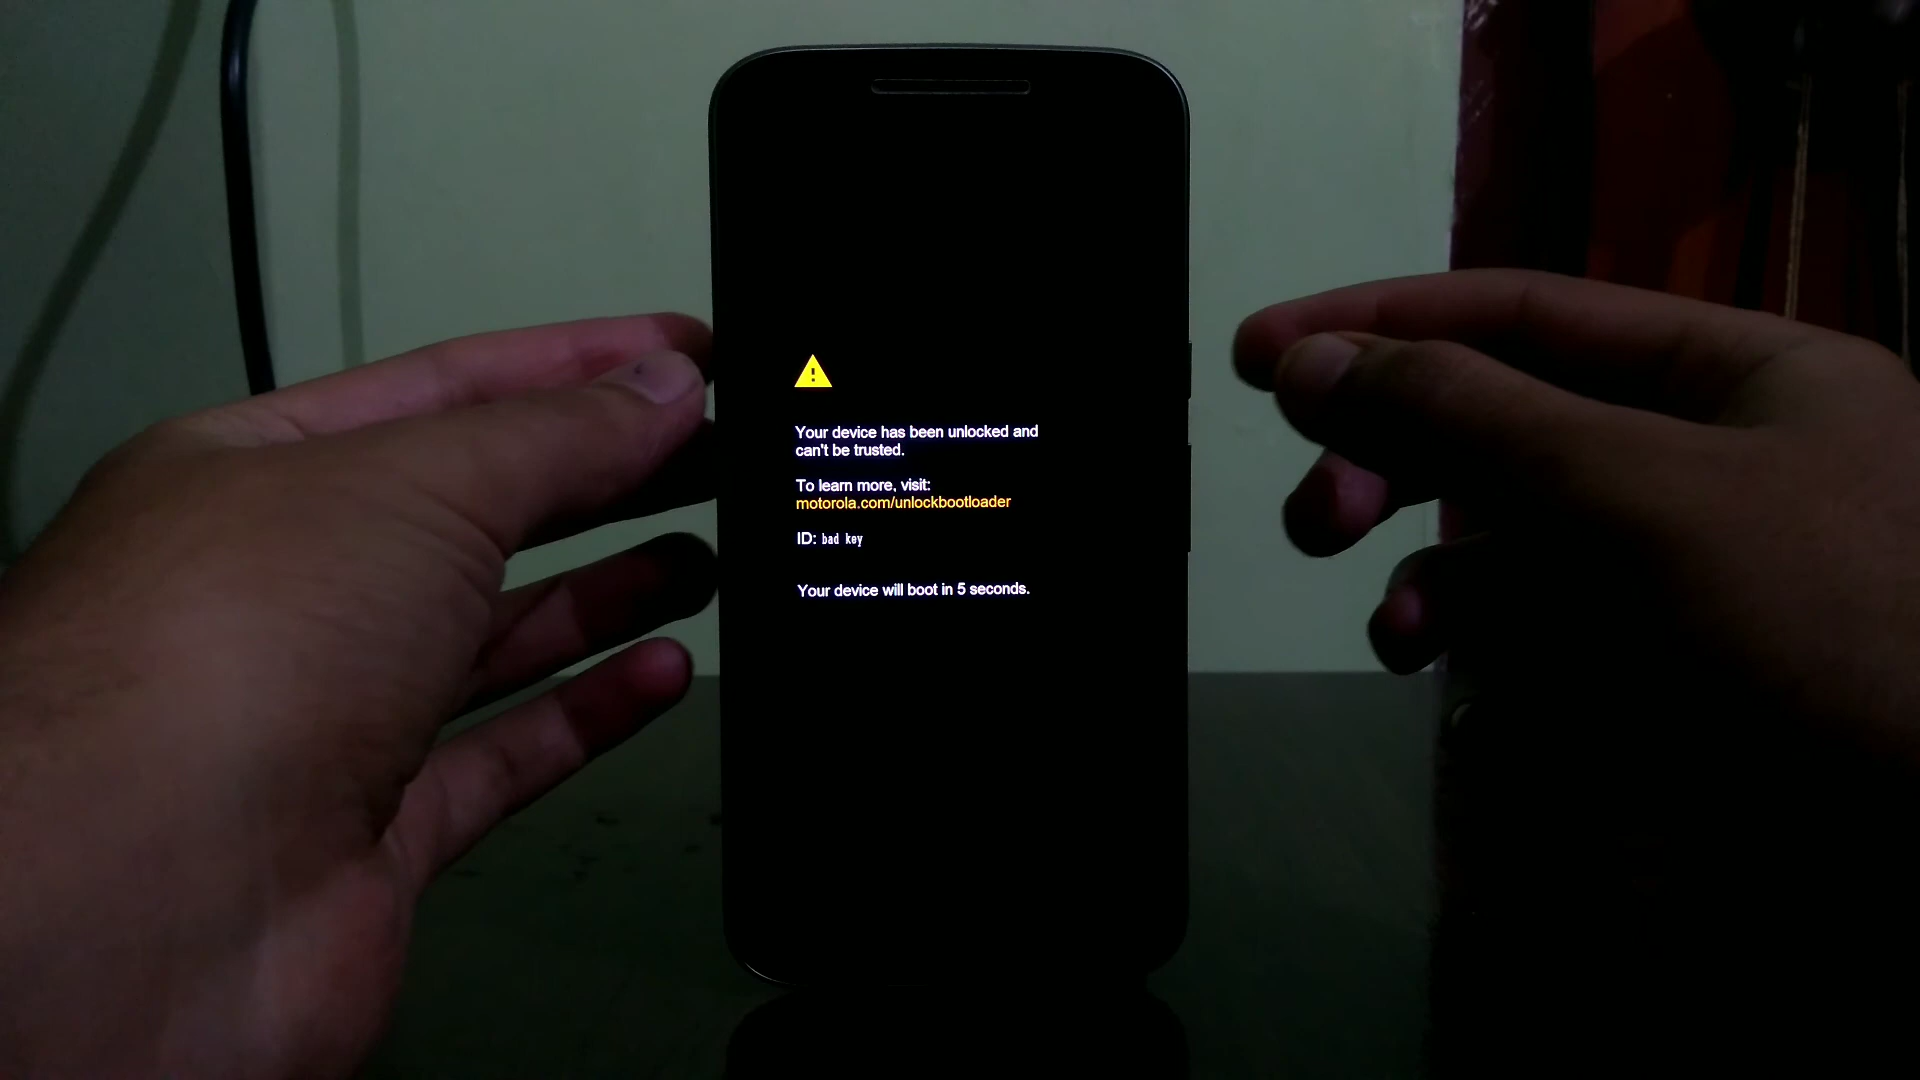 Your device has been unlocked and
can't be trusted.
To learn more, visit:
motorola.com/unlockbootloader
ID: bad key
Your device will boot in 5 seconds.